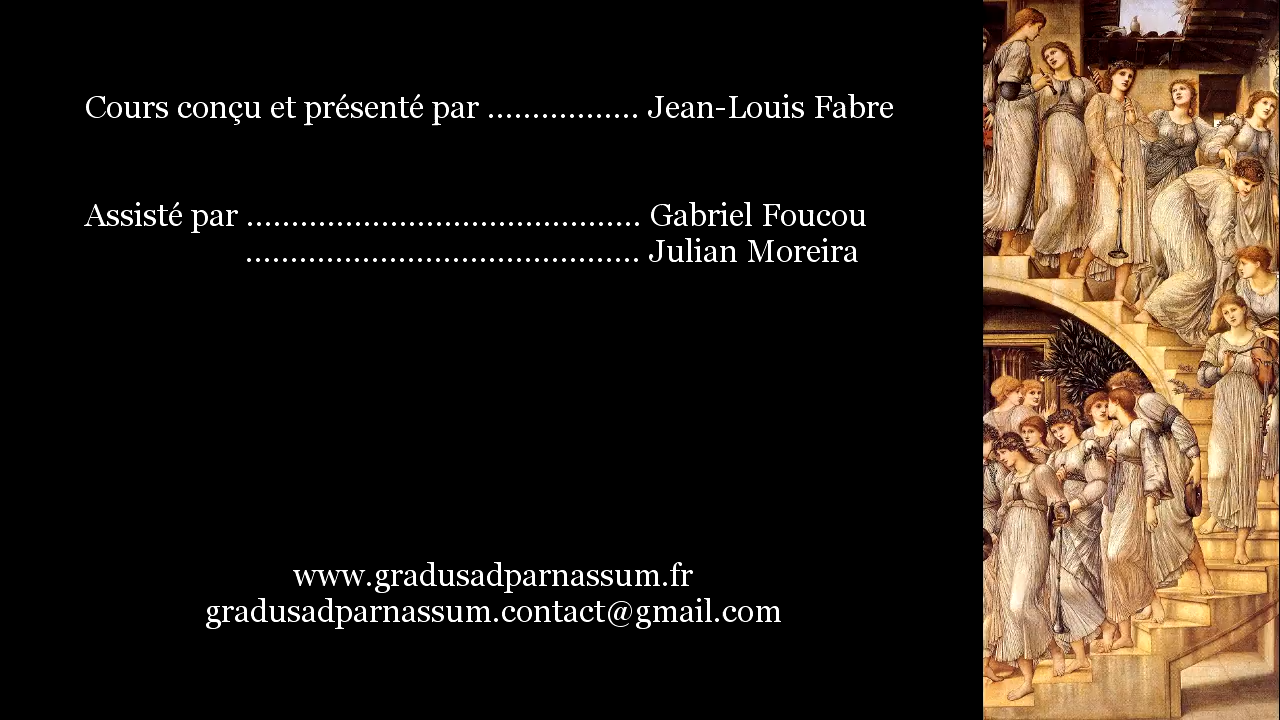 Cours conçu et présenté par ................. Jean-Louis Fabre
Assisté par ............................................ Gabriel Foucou
............................................ Julian Moreira
www.gradusadparnassum.fr
gradusadparnassum.contact@gmail.com